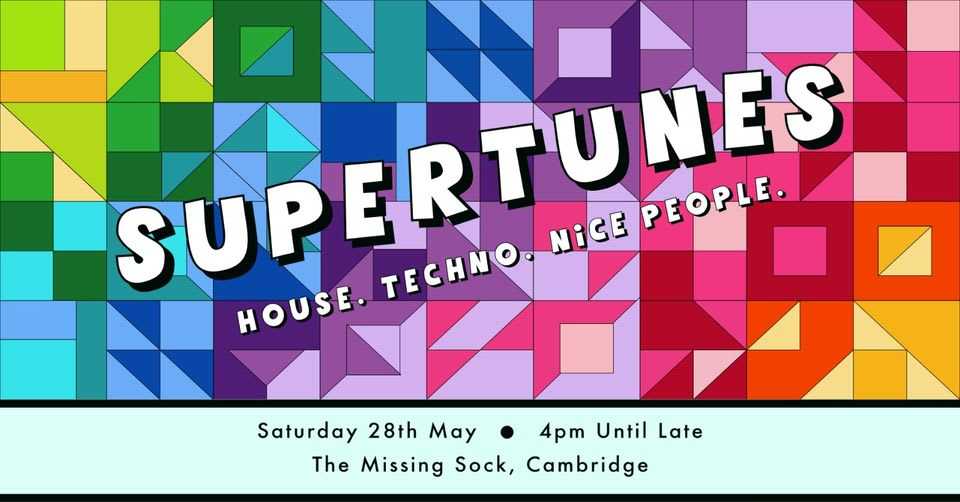 SUPERTUNES
HOUSE. TECHNO. NiCE PEOPLE.
Saturday 28th May ● 4pm Until Late
The Missing Sock, Cambridge